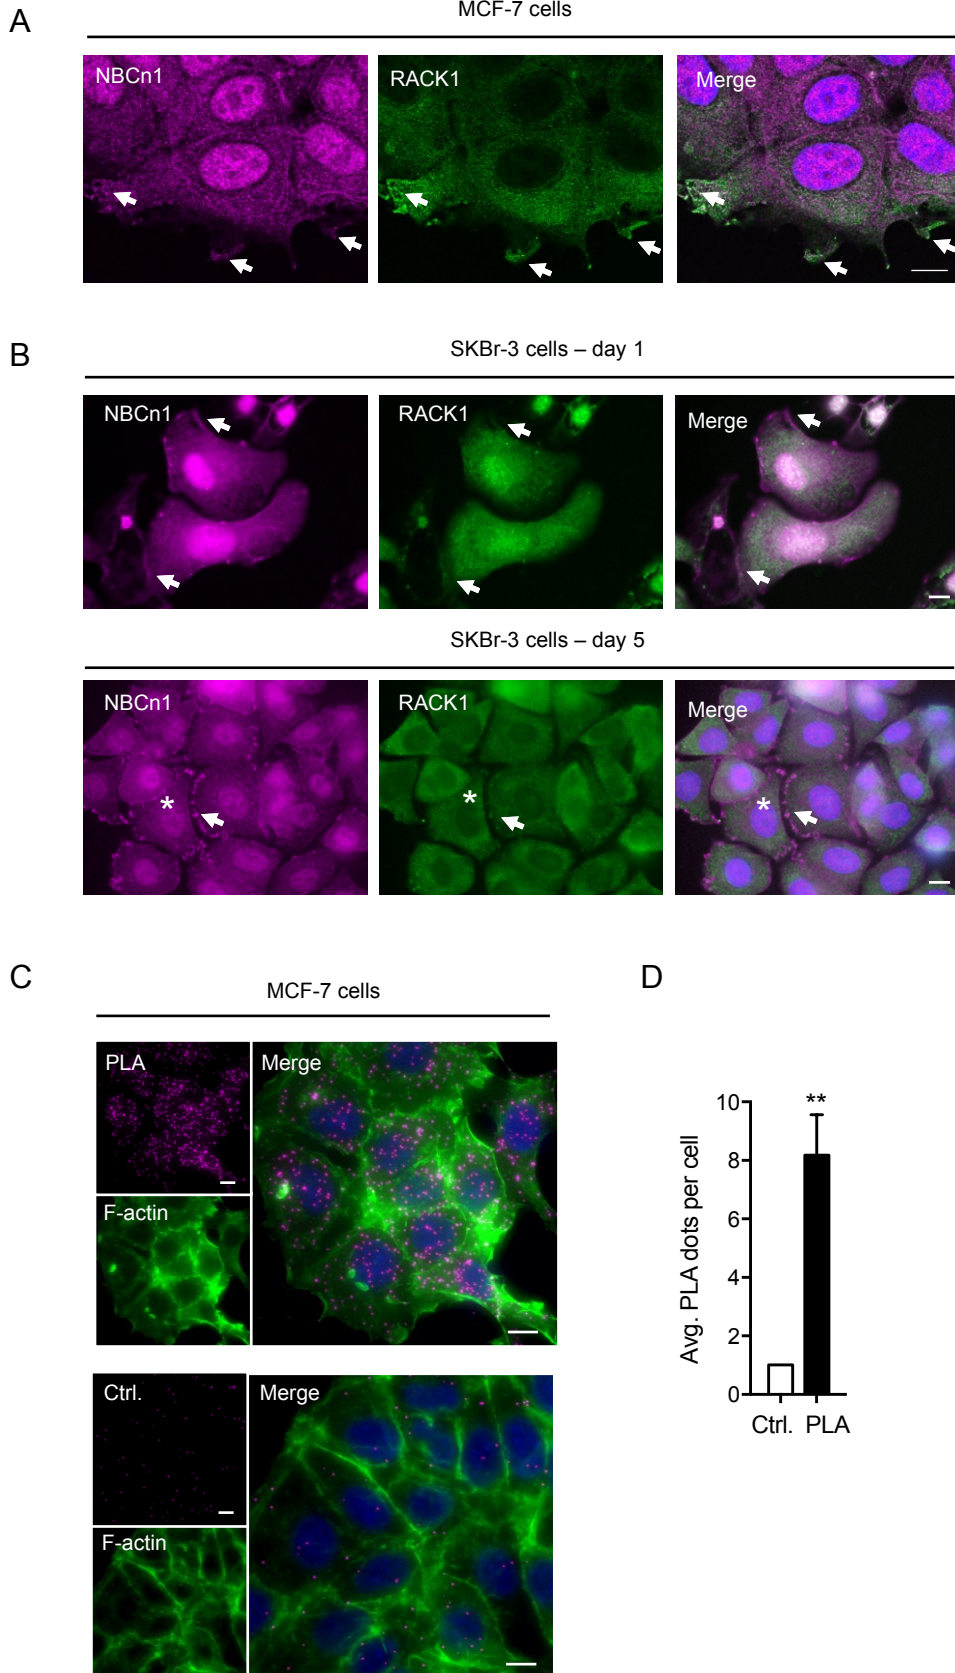 A
MCF-7 cells
NBCn1
RACK1
Merge
B
SKBr-3 cells – day 1
NBCn1
RACK1
Merge
SKBr-3 cells – day 5
NBCn1
RACK1
Merge
*
*
*
C
MCF-7 cells
PLA
Merge
F-actin
Ctrl.
Merge
F-actin
D
Avg. PLA dots per cell
10
8
6
4
2
0
**
Ctrl.
PLA